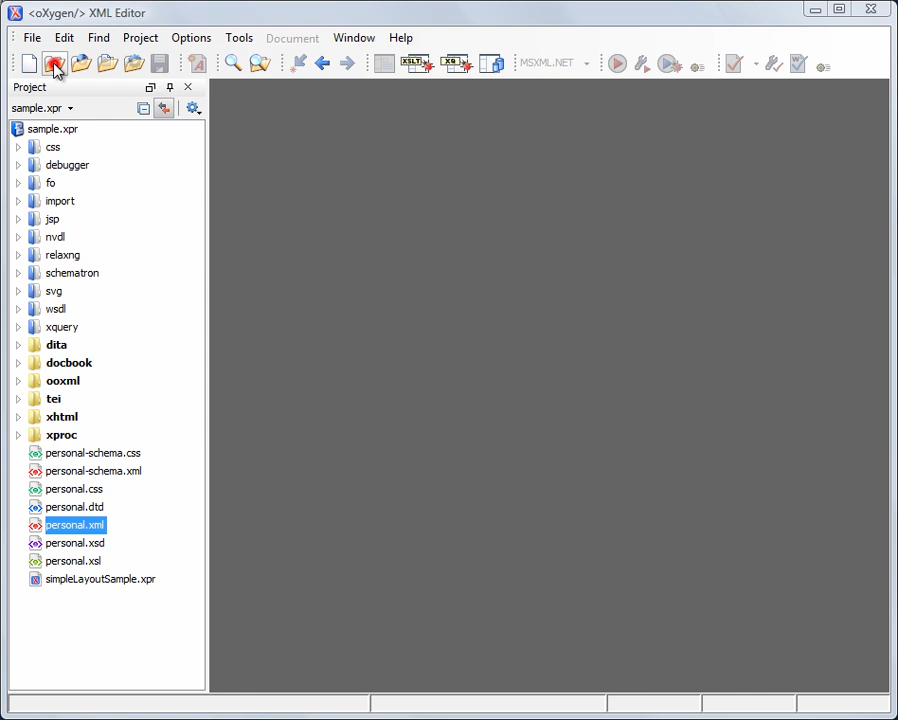 <oXygen/> XML Editor
File Edit Find Project Options Tools Document Window Help
XSLT XQ MSXML.NET
Project
sample.xpr
sample.xpr
css
debugger
fo
import
jsp
nvdl
relaxng
schematron
svg
wsdl
xquery
dita
docbook
ooxml
tei
xhtml
xproc
personal-schema.css
personal-schema.xml
personal.css
personal.dtd
personal.xml
personal.xsd
personal.xsl
simpleLayoutSample.xpr